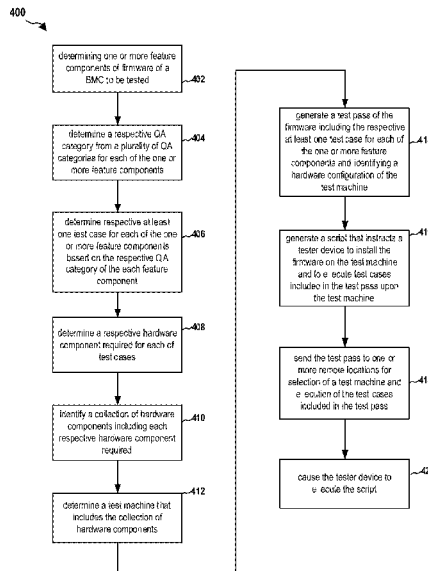 400
determining one or more feature
components of firmware of a
BMC to be tested
402
determine a respective QA
category from a plurality of QA
categories for each of the one or
more feature components
404
determine respective at least
one test case for each of the one
or more feature components
based on the respective QA
category of the each feature
component
406
determine a respective hardware
component required for each of
test cases
408
identify a collection of hardware
components including each
respective hardware component
required
410
determine a test machine that
includes the collection of
hardware components
412
generate a test pass of the
firmware including the respective
at least one test case for each of
the one or more feature
components and identifying a
hardware configuration of the
test machine
41
generate a script that instructs a
tester device to install the
firmware on the test machine
and to e ecute test cases
included in the test pass upon
the test machine
41
send the test pass to one or
more remote locations for
selection of a test machine and
e ecution of the test cases
included in the test pass
41
cause the tester device to
e ecute the script
42